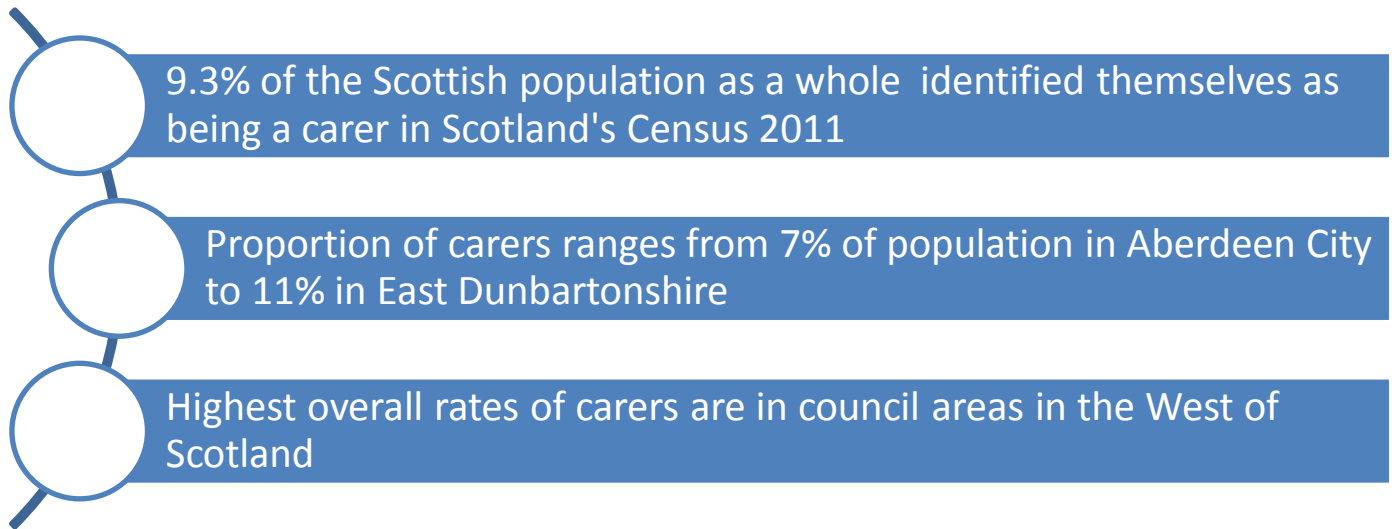 9.3% of the Scottish population as a whole  identified themselves as
being a carer in Scotland's Census 2011
Proportion of carers ranges from 7% of population in Aberdeen City
to 11% in East Dunbartonshire
Highest overall rates of carers are in council areas in the West of
Scotland